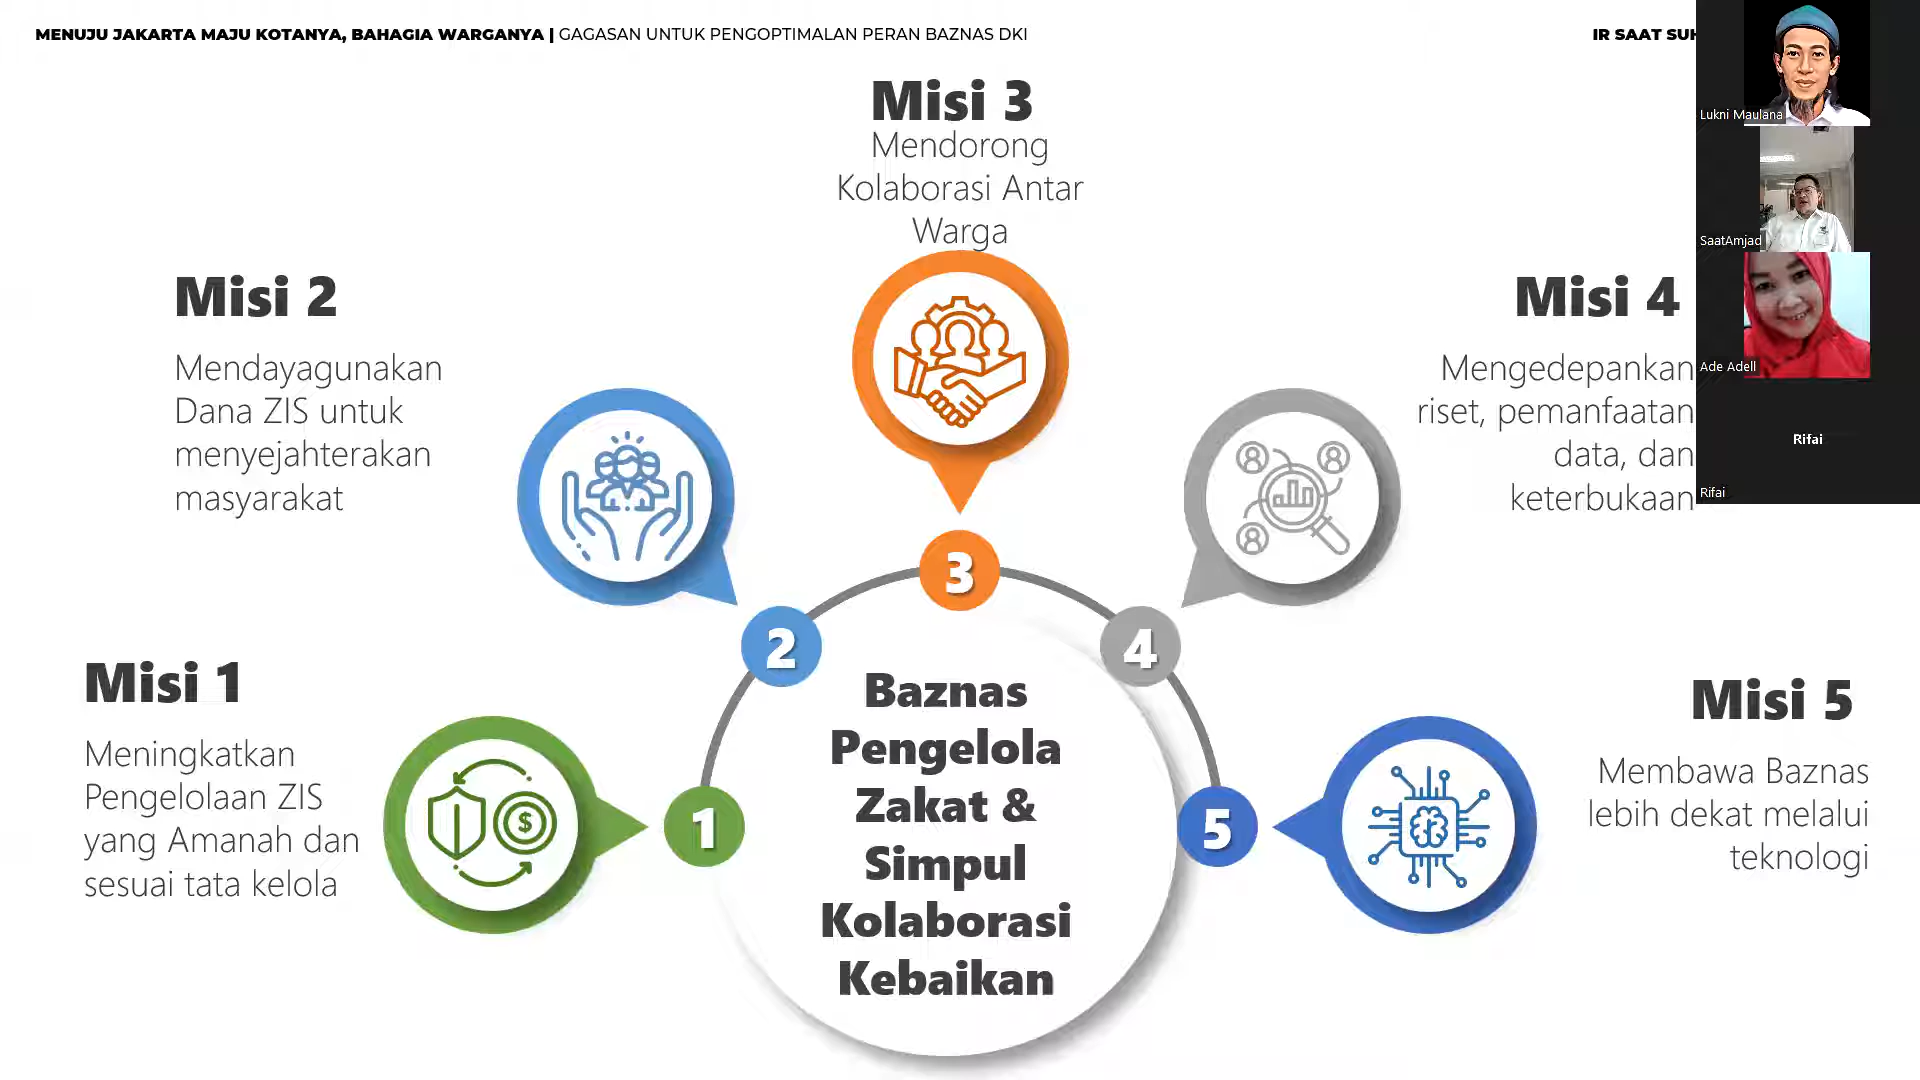 MENUJU JAKARTA MAJU KOTANYA, BAHAGIA WARGANYA | GAGASAN UNTUK PENGOPTIMALAN PERAN BAZNAS DKI
IR SAAT
Misi 3
Mendorong
Kolaborasi Antar
Warga
Misi 2
Mendayagunakan
Dana ZIS untuk
menyejahterakan
masyarakat
Misi 4
Mengedepankan
riset, pemanfaatan
data, dan
keterbukaan
Misi 1
Meningkatkan
Pengelolaan ZIS
yang Amanah dan
sesuai tata kelola
Misi 5
Membawa Baznas
lebih dekat melalui
teknologi
1
2
3
4
5
$
Baznas
Pengelola
Zakat &
Simpul
Kolaborasi
Kebaikan
Lukni Maulana
SaatAmjad
Ade Adell
Rifai
Rifai